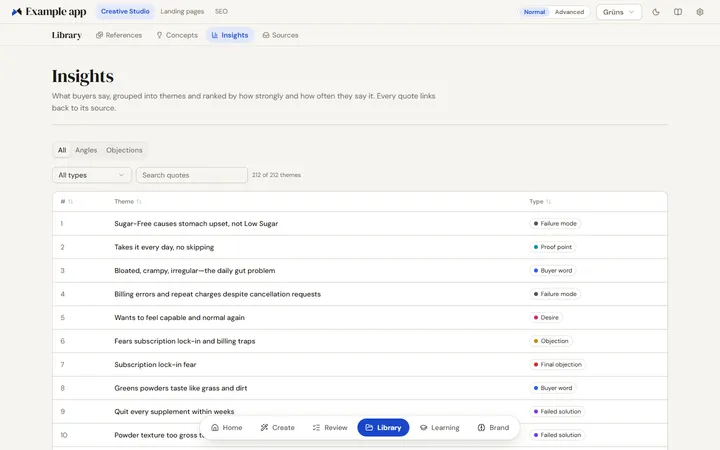 Example app Creative Studio Landing pages SEO Normal Advanced Grüns
Library References Concepts Insights Sources
Insights
What buyers say, grouped into themes and ranked by how strongly and how often they say it. Every quote links
back to its source.
All Angles Objections
All types Search quotes 212 of 212 themes
# Theme Type
1 Sugar-Free causes stomach upset, not Low Sugar Failure mode
2 Takes it every day, no skipping Proof point
3 Bloated, crampy, irregular—the daily gut problem Buyer word
4 Billing errors and repeat charges despite cancellation requests Failure mode
5 Wants to feel capable and normal again Desire
6 Fears subscription lock-in and billing traps Objection
7 Subscription lock-in fear Final objection
8 Greens powders taste like grass and dirt Buyer word
9 Quit every supplement within weeks Failed solution
10 Powder texture too gross Failed solution
Home Create Review Library Learning Brand